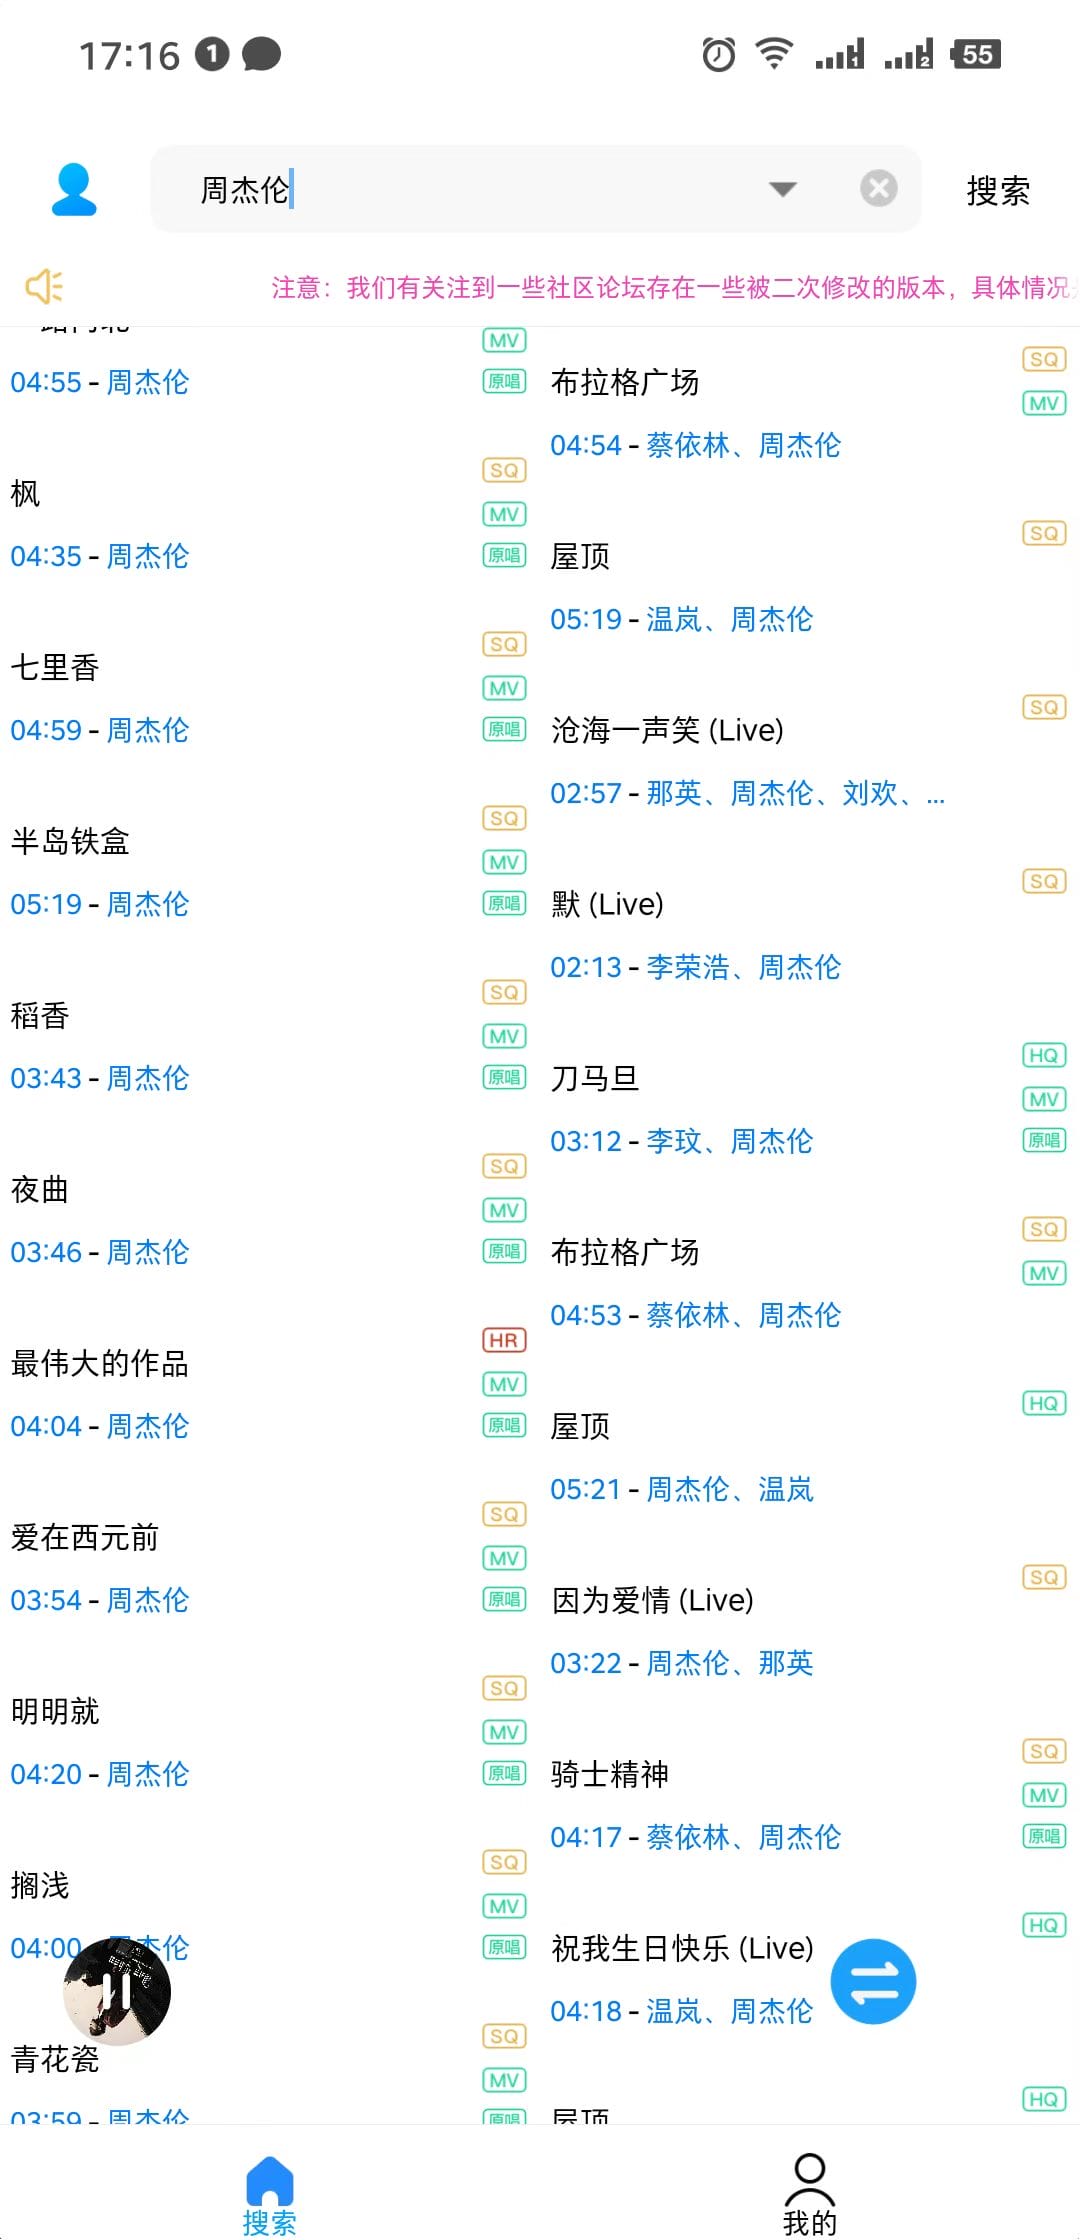 17:16
1
1
2
55
周杰伦
搜索
注意：我们有关注到一些社区论坛存在一些被二次修改的版本，具体情况
MV
04:55 - 周杰伦
原唱
枫
SQ
MV
04:35 - 周杰伦
原唱
七里香
SQ
MV
04:59 - 周杰伦
原唱
半岛铁盒
SQ
MV
05:19 - 周杰伦
原唱
稻香
SQ
MV
03:43 - 周杰伦
原唱
夜曲
SQ
MV
03:46 - 周杰伦
原唱
最伟大的作品
HR
MV
04:04 - 周杰伦
原唱
爱在西元前
SQ
MV
03:54 - 周杰伦
原唱
明明就
SQ
MV
04:20 - 周杰伦
原唱
搁浅
SQ
MV
04:00 杰伦
原唱
青花瓷
SQ
MV
03:59 - 周杰伦
原唱
布拉格广场
SQ
MV
04:54 - 蔡依林、周杰伦
屋顶
SQ
05:19 - 温岚、周杰伦
沧海一声笑 (Live)
SQ
02:57 - 那英、周杰伦、刘欢、...
默 (Live)
SQ
02:13 - 李荣浩、周杰伦
刀马旦
HQ
MV
03:12 - 李玟、周杰伦
原唱
布拉格广场
SQ
MV
04:53 - 蔡依林、周杰伦
屋顶
HQ
05:21 - 周杰伦、温岚
因为爱情 (Live)
SQ
03:22 - 周杰伦、那英
骑士精神
SQ
MV
04:17 - 蔡依林、周杰伦
原唱
祝我生日快乐 (Live)
HQ
04:18 - 温岚、周杰伦
屋顶
HQ
搜索
我的